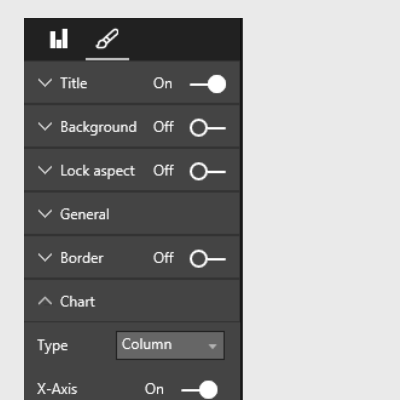 Title On
Background Off
Lock aspect Off
General
Border Off
Chart
Type Column
X-Axis On